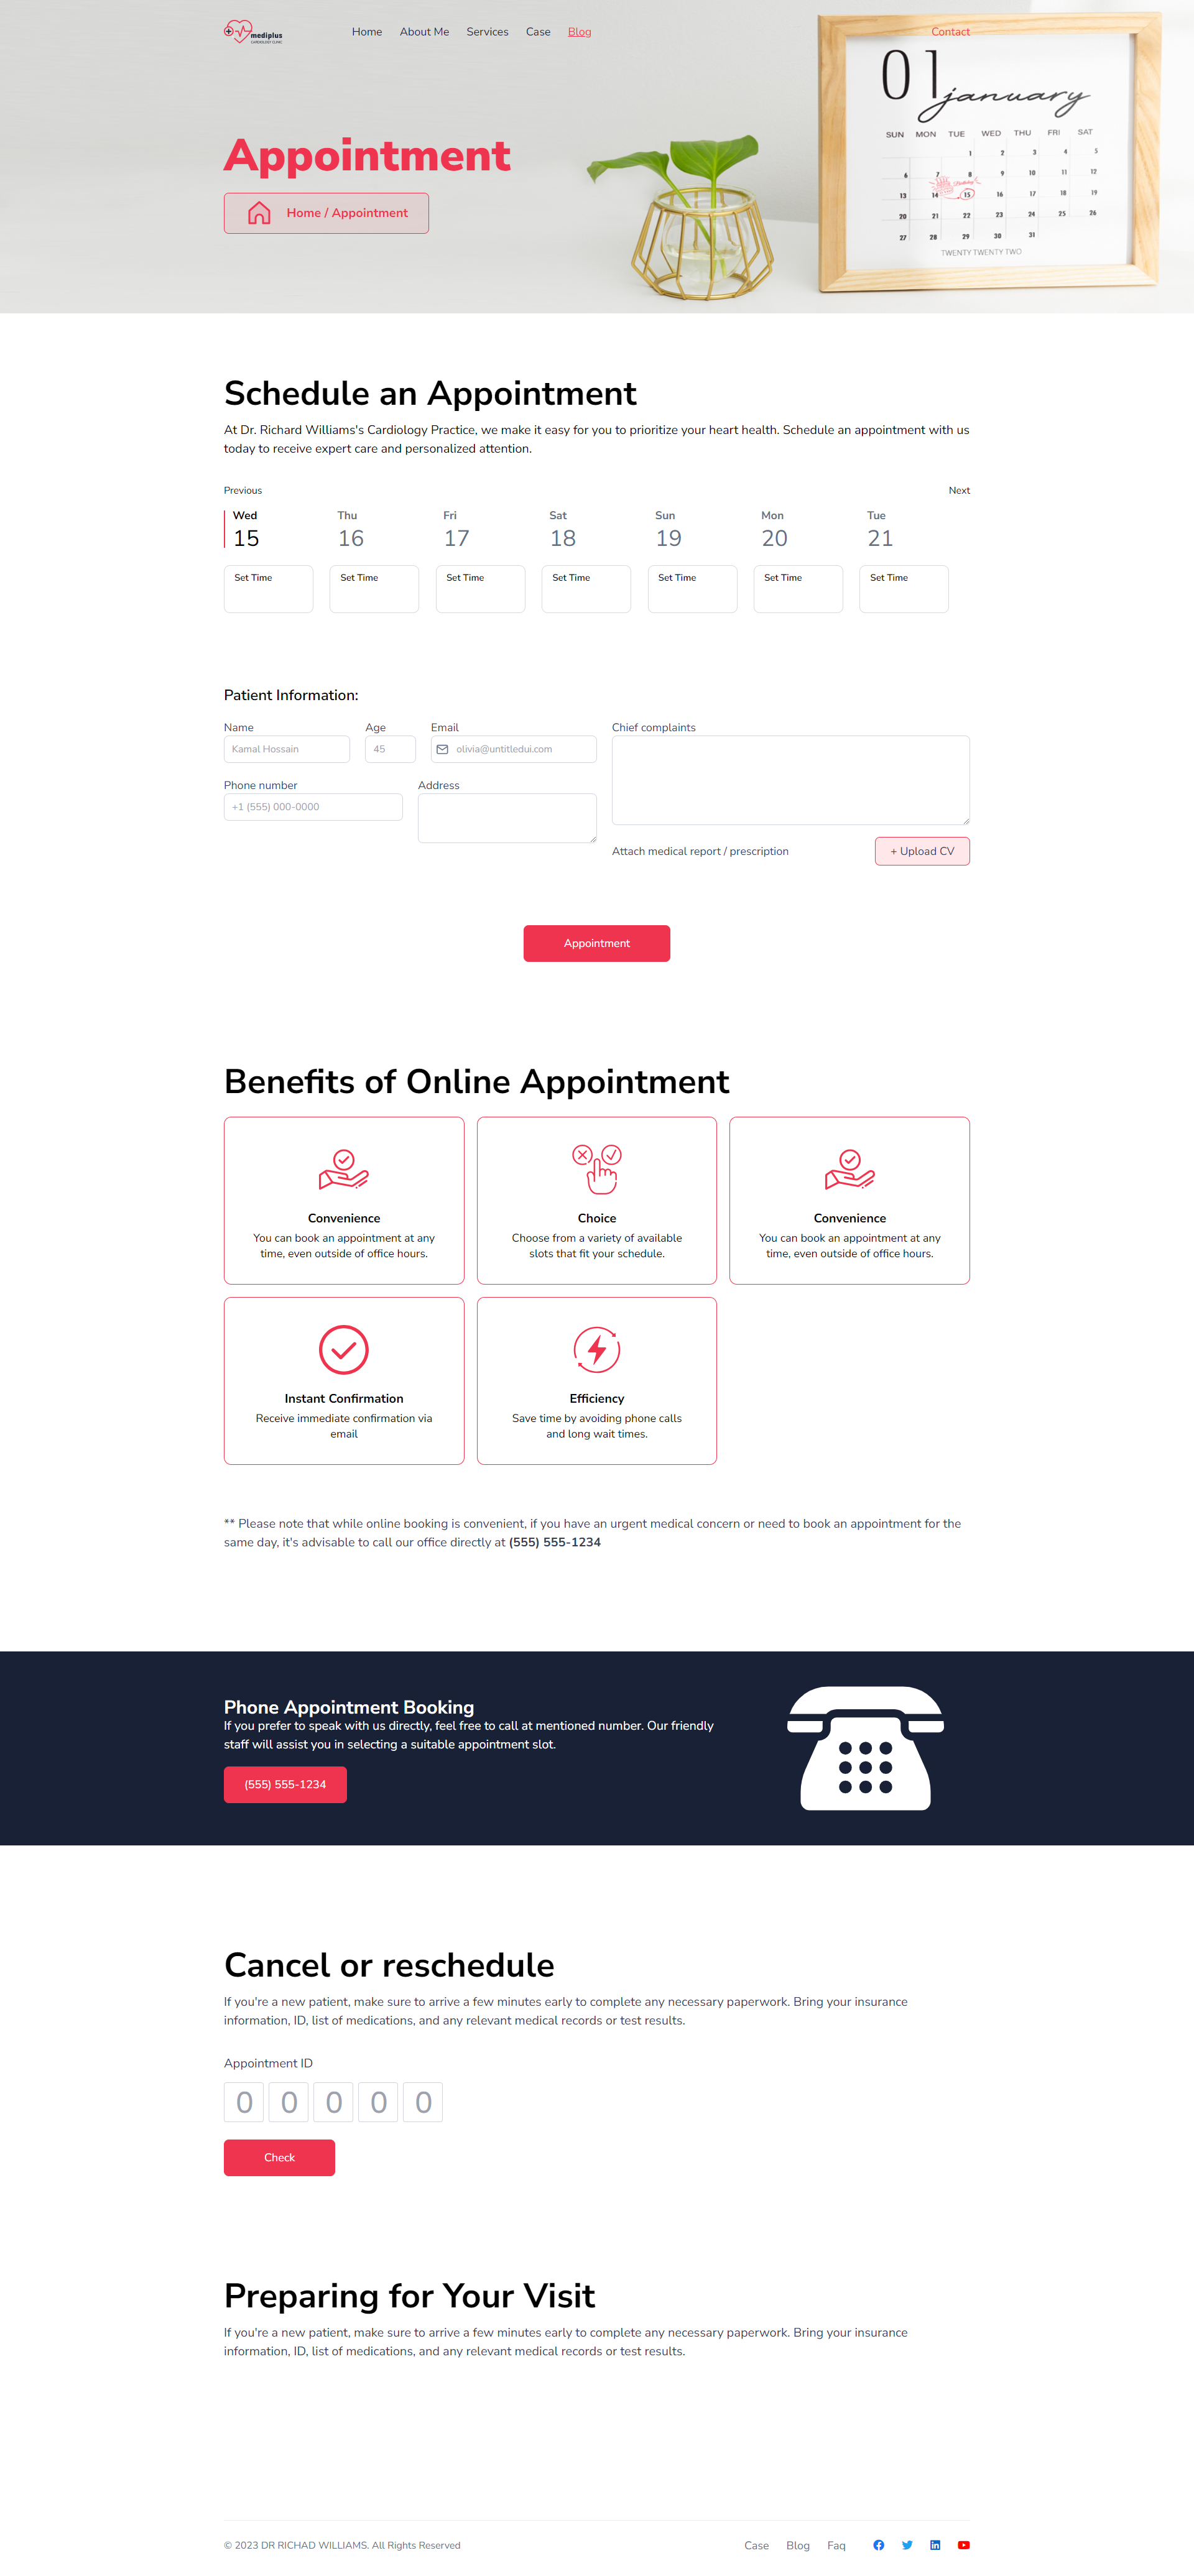 mediplus
CARDIOLOGY CLINIC
Home About Me Services Case Blog Contact
01 january
SUN MON TUE WED THU FRI SAT
1 2 3 4 5
6 7 8 9 10 11 12
13 14 15 16 17 18 19
20 21 22 23 24 25 26
27 28 29 30 31
TWENTY TWENTY TWO
Appointment
Home / Appointment
Schedule an Appointment
At Dr. Richard Williams's Cardiology Practice, we make it easy for you to prioritize your heart health. Schedule an appointment with us
today to receive expert care and personalized attention.
Previous Next
Wed Thu Fri Sat Sun Mon Tue
15 16 17 18 19 20 21
Set Time Set Time Set Time Set Time Set Time Set Time Set Time
Patient Information:
Name Age Email Chief complaints
Kamal Hossain 45 olivia@untitledui.com
Phone number Address
+1 (555) 000-0000
Attach medical report / prescription + Upload CV
Appointment
Benefits of Online Appointment
Convenience
You can book an appointment at any
time, even outside of office hours.
Choice
Choose from a variety of available
slots that fit your schedule.
Convenience
You can book an appointment at any
time, even outside of office hours.
Instant Confirmation
Receive immediate confirmation via
email
Efficiency
Save time by avoiding phone calls
and long wait times.
** Please note that while online booking is convenient, if you have an urgent medical concern or need to book an appointment for the
same day, it's advisable to call our office directly at (555) 555-1234
Phone Appointment Booking
If you prefer to speak with us directly, feel free to call at mentioned number. Our friendly
staff will assist you in selecting a suitable appointment slot.
(555) 555-1234
Cancel or reschedule
If you're a new patient, make sure to arrive a few minutes early to complete any necessary paperwork. Bring your insurance
information, ID, list of medications, and any relevant medical records or test results.
Appointment ID
0 0 0 0 0
Check
Preparing for Your Visit
If you're a new patient, make sure to arrive a few minutes early to complete any necessary paperwork. Bring your insurance
information, ID, list of medications, and any relevant medical records or test results.
© 2023 DR RICHAD WILLIAMS. All Rights Reserved Case Blog Faq